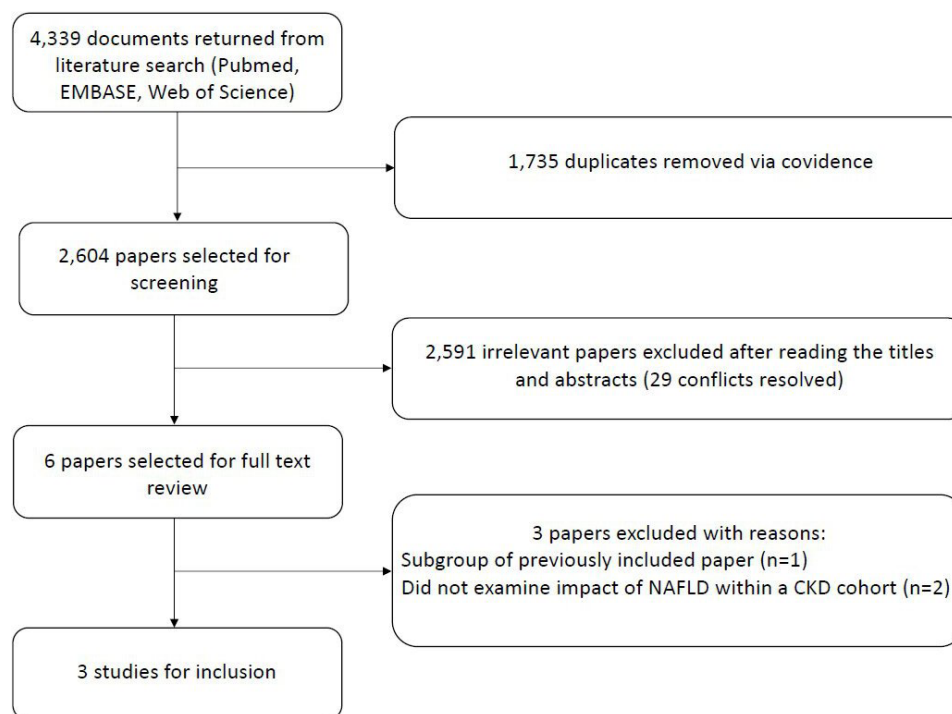 4,339 documents returned from
literature search (Pubmed,
EMBASE, Web of Science)
1,735 duplicates removed via covidence
2,604 papers selected for
screening
2,591 irrelevant papers excluded after reading the titles
and abstracts (29 conflicts resolved)
6 papers selected for full text
review
3 papers excluded with reasons:
Subgroup of previously included paper (n=1)
Did not examine impact of NAFLD within a CKD cohort (n=2)
3 studies for inclusion